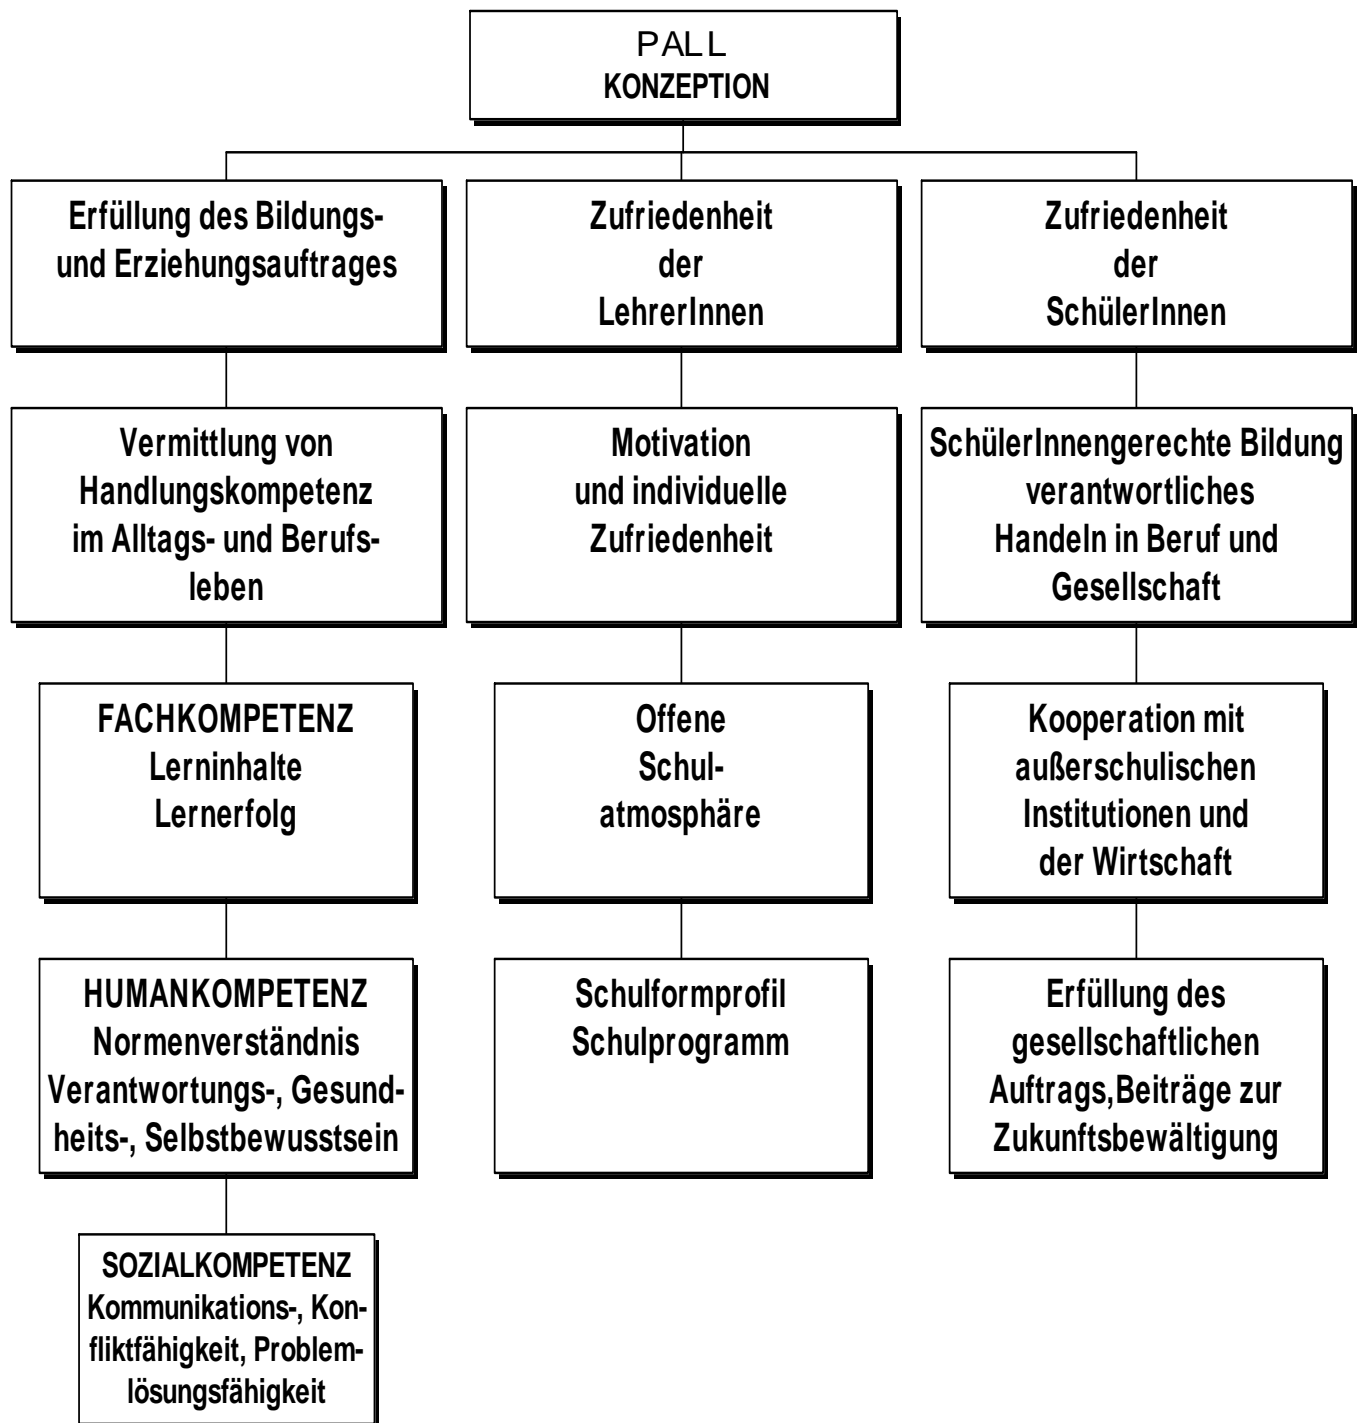 PALL
KONZEPTION
Erfüllung des Bildungs-
und Erziehungsauftrages
Zufriedenheit
der
LehrerInnen
Zufriedenheit
der
SchülerInnen
Vermittlung von
Handlungskompetenz
im Alltags- und Berufs-
leben
Motivation
und individuelle
Zufriedenheit
SchülerInnengerechte Bildung
verantwortliches
Handeln in Beruf und
Gesellschaft
FACHKOMPETENZ
Lerninhalte
Lernerfolg
Offene
Schul-
atmosphäre
Kooperation mit
außerschulischen
Institutionen und
der Wirtschaft
HUMANKOMPETENZ
Normenverständnis
Verantwortungs-, Gesund-
heits-, Selbstbewusstsein
Schulformprofil
Schulprogramm
Erfüllung des
gesellschaftlichen
Auftrags,Beiträge zur
Zukunftsbewältigung
SOZIALKOMPETENZ
Kommunikations-, Kon-
fliktfähigkeit, Problem-
lösungsfähigkeit